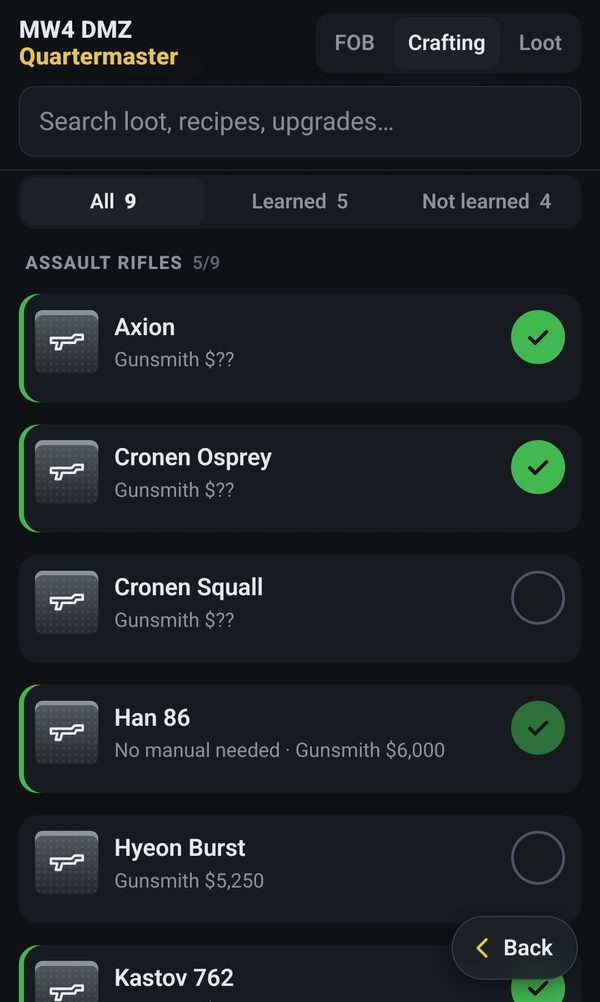 MW4 DMZ
Quartermaster
FOB Crafting Loot
Search loot, recipes, upgrades…
All 9 Learned 5 Not learned 4
ASSAULT RIFLES 5/9
Axion
Gunsmith $??
Cronen Osprey
Gunsmith $??
Cronen Squall
Gunsmith $??
Han 86
No manual needed · Gunsmith $6,000
Hyeon Burst
Gunsmith $5,250
Back
Kastov 762